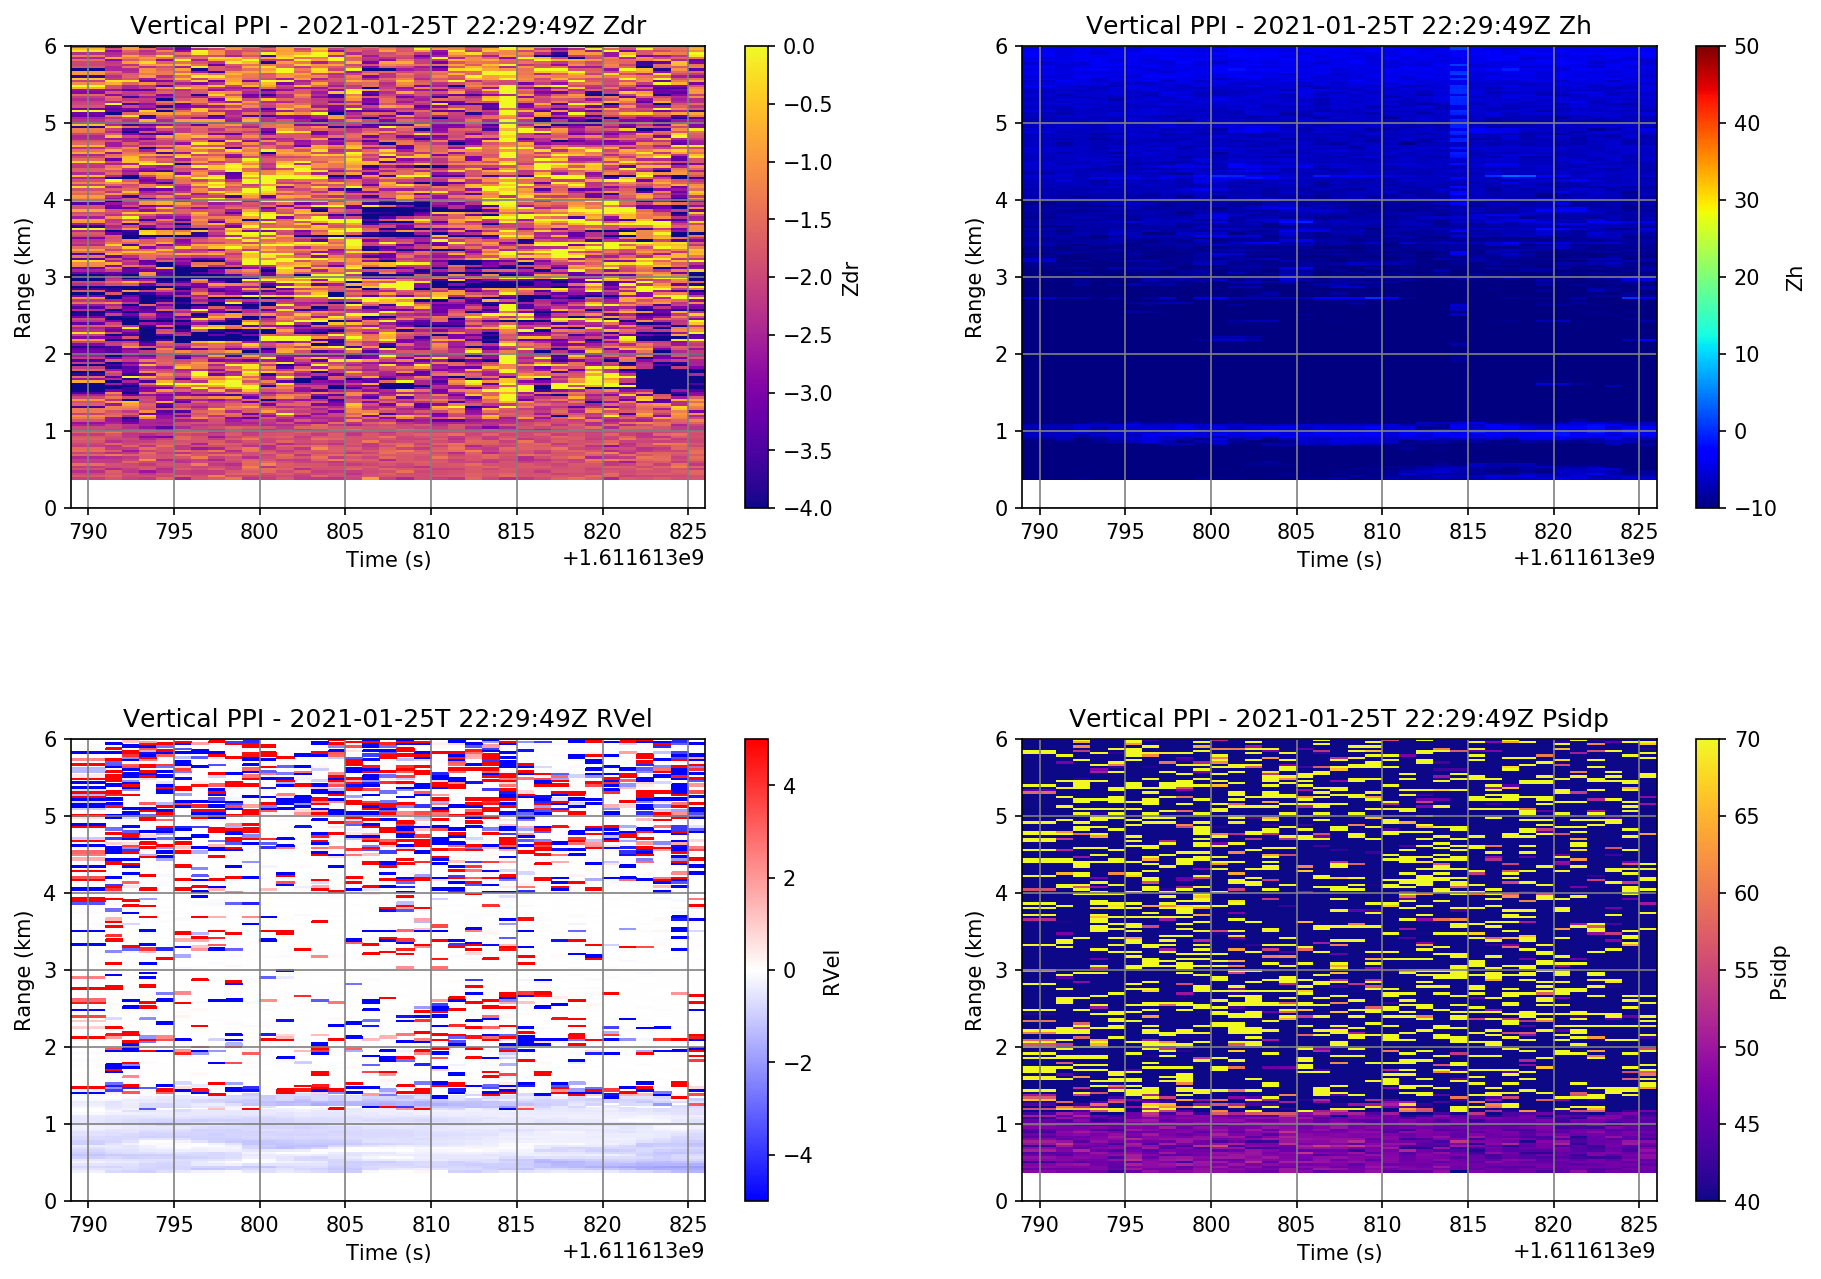 Vertical PPI - 2021-01-25T 22:29:49Z Zdr
6
5
4
3
2
1
0
Range (km)
790 795 800 805 810 815 820 825
Time (s)
+1.611613e9
0.0
−0.5
−1.0
−1.5
−2.0
−2.5
−3.0
−3.5
−4.0
Zdr
Vertical PPI - 2021-01-25T 22:29:49Z Zh
6
5
4
3
2
1
0
Range (km)
790 795 800 805 810 815 820 825
Time (s)
+1.611613e9
50
40
30
20
10
0
−10
Zh
Vertical PPI - 2021-01-25T 22:29:49Z RVel
6
5
4
3
2
1
0
Range (km)
790 795 800 805 810 815 820 825
Time (s)
+1.611613e9
4
2
0
−2
−4
RVel
Vertical PPI - 2021-01-25T 22:29:49Z Psidp
6
5
4
3
2
1
0
Range (km)
790 795 800 805 810 815 820 825
Time (s)
+1.611613e9
70
65
60
55
50
45
40
Psidp